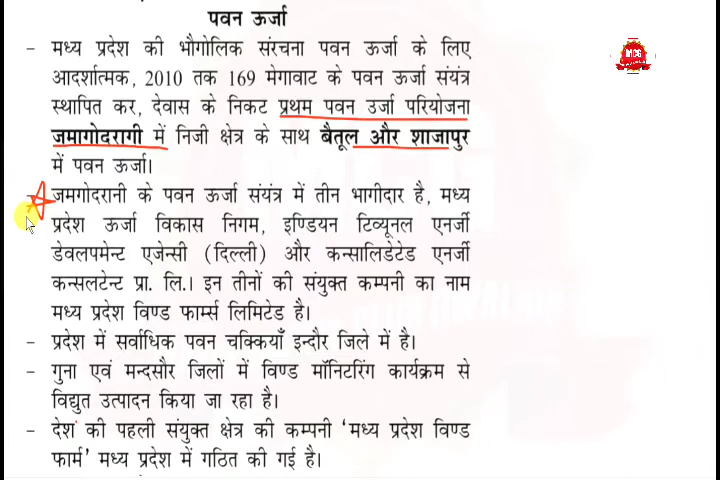 पवन ऊर्जा
MCG
- मध्य प्रदेश की भौगोलिक संरचना पवन ऊर्जा के लिए
आदर्शात्मक, 2010 तक 169 मेगावाट के पवन ऊर्जा संयंत्र
स्थापित कर, देवास के निकट प्रथम पवन उर्जा परियोजना
जमागोदरागी में निजी क्षेत्र के साथ बैतूल और शाजापुर
में पवन ऊर्जा।
जमगोदरानी के पवन ऊर्जा संयंत्र में तीन भागीदार है, मध्य
प्रदेश ऊर्जा विकास निगम, इण्डियन टिव्यूनल एनर्जी
डेवलपमेन्ट एजेन्सी (दिल्ली) और कन्सालिडेटेड एनर्जी
कन्सलटेन्ट प्रा. लि.। इन तीनों की संयुक्त कम्पनी का नाम
मध्य प्रदेश विण्ड फार्म्स लिमिटेड है।
- प्रदेश में सर्वाधिक पवन चक्कियाँ इन्दौर जिले में है।
- गुना एवं मन्दसौर जिलों में विण्ड मॉनिटरिंग कार्यक्रम से
विद्युत उत्पादन किया जा रहा है।
- देश की पहली संयुक्त क्षेत्र की कम्पनी ‘मध्य प्रदेश विण्ड
फार्म’ मध्य प्रदेश में गठित की गई है।